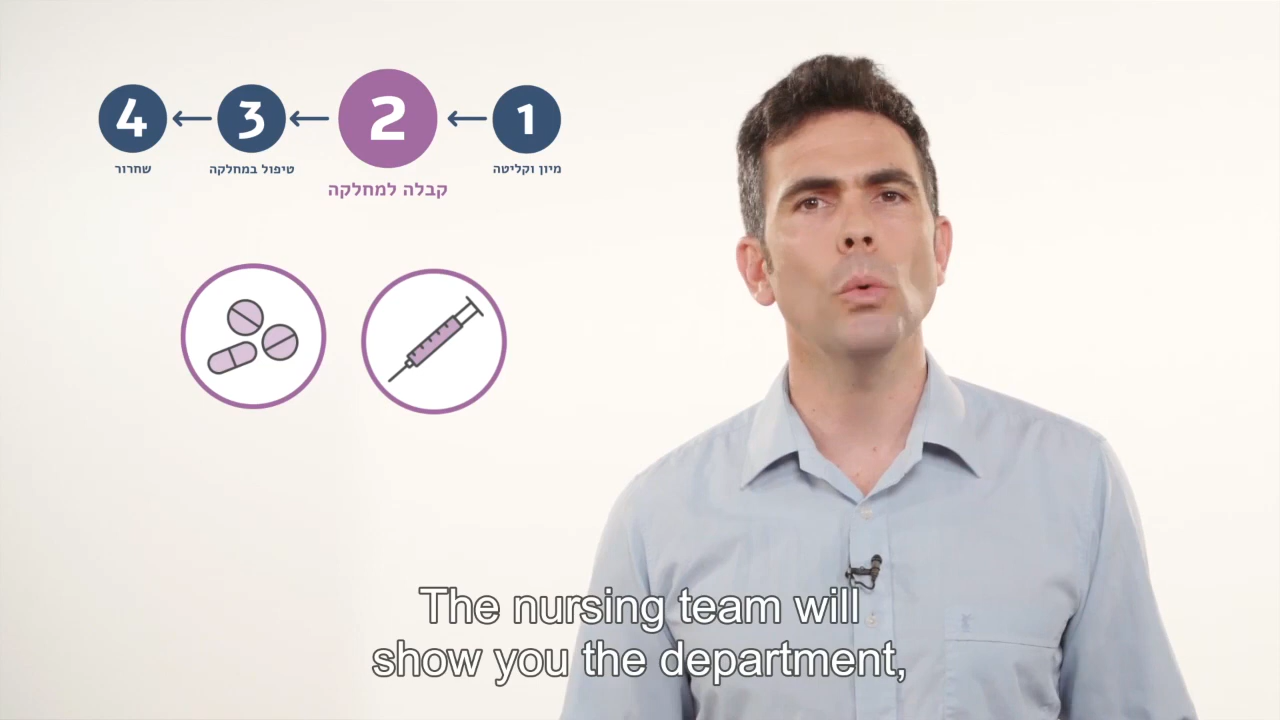 1
2
3
4
מיון וקליטה
קבלה למחלקה
טיפול במחלקה
שחרור
The nursing team will
show you the department,